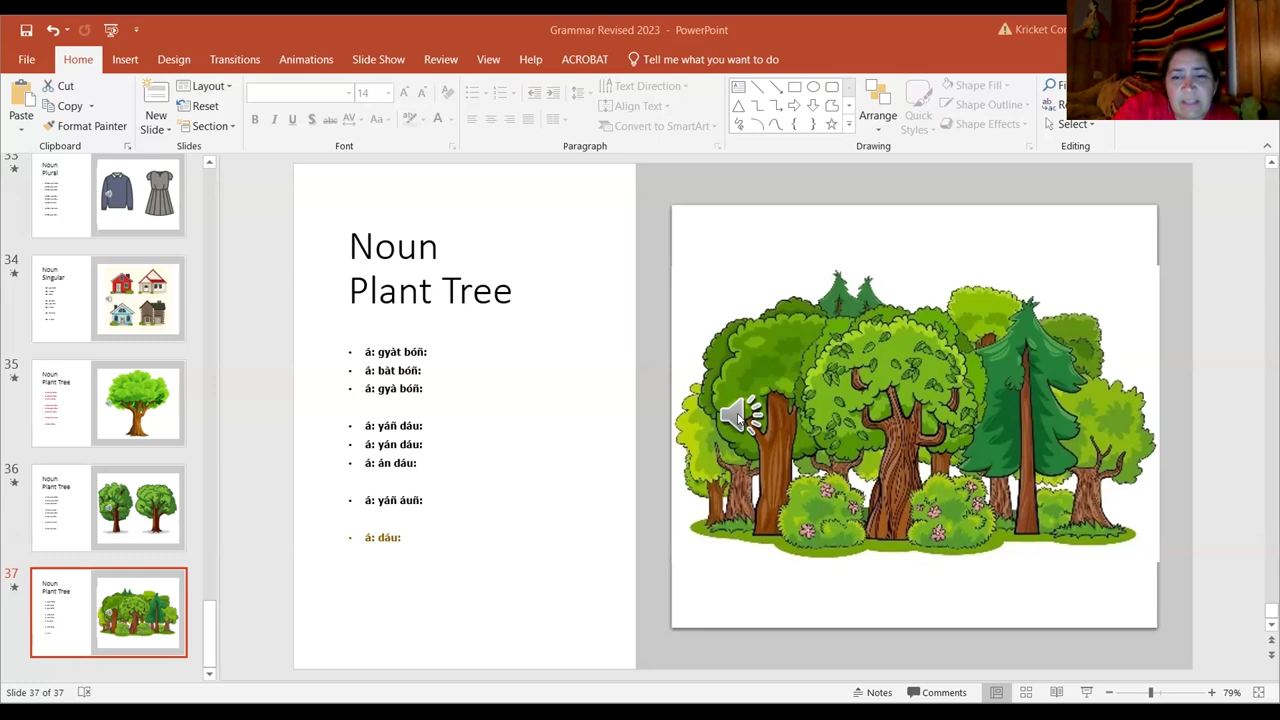 Grammar Revised 2023 - PowerPoint
Kricket Cor
File Home Insert Design Transitions Animations Slide Show Review View Help ACROBAT Tell me what you want to do
Paste
Cut
Copy
Format Painter
Clipboard
New Slide
Layout
Reset
Section
Slides
14
Font
Text Direction
Align Text
Convert to SmartArt
Paragraph
Arrange
Quick Styles
Shape Fill
Shape Outline
Shape Effects
Drawing
Select
Editing
Noun
Plural
34
Noun
Singular
35
Noun
Plant Tree
36
Noun
Plant Tree
37
Noun
Plant Tree
Noun
Plant Tree
• á: gyàt bóñ:
• á: bàt bóñ:
• á: gyà bóñ:
• á: yáñ dáu:
• á: yán dáu:
• á: án dáu:
• á: yáñ áuñ:
• á: dáu:
Slide 37 of 37
Notes
Comments
79%